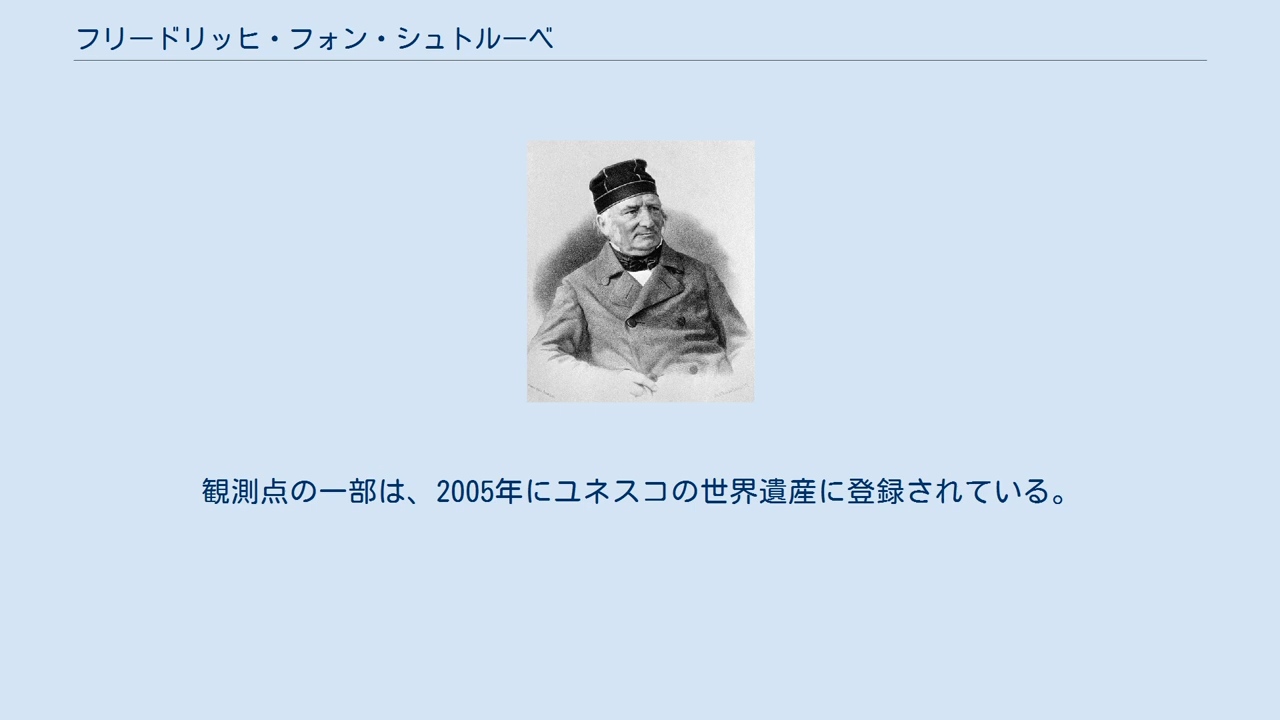 フリードリッヒ・フォン・シュトルーベ
観測点の一部は、2005年にユネスコの世界遺産に登録されている。